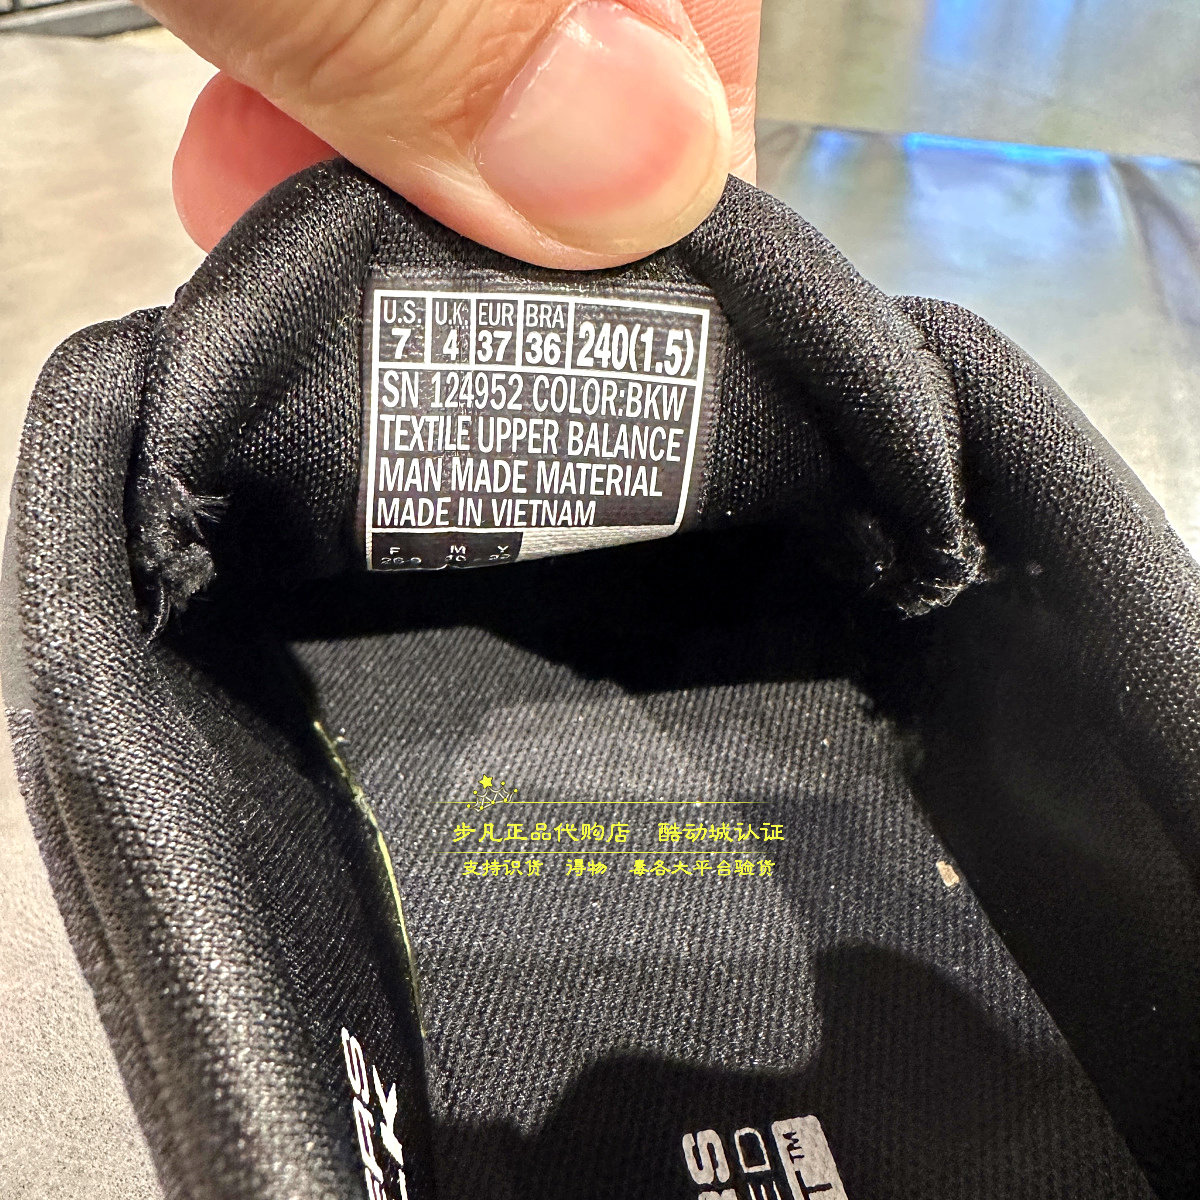 U.S. U.K. EUR BRA
7 4 37 36 240(1.5)
SN 124952 COLOR:BKW
TEXTILE UPPER BALANCE
MAN MADE MATERIAL
MADE IN VIETNAM
F M Y
步凡正品代购店 酷动城认证
支持识货 得物 毒各大平台验货